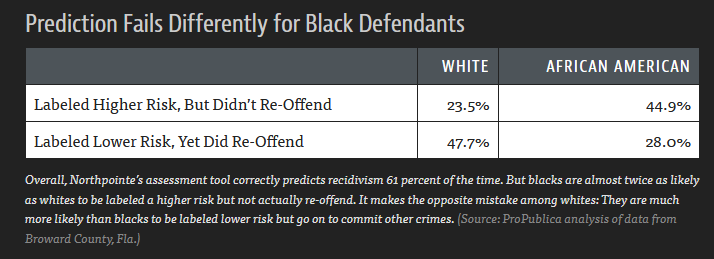 Prediction Fails Differently for Black Defendants
WHITE AFRICAN AMERICAN
Labeled Higher Risk, But Didn’t Re-Offend 23.5% 44.9%
Labeled Lower Risk, Yet Did Re-Offend 47.7% 28.0%
Overall, Northpointe’s assessment tool correctly predicts recidivism 61 percent of the time. But blacks are almost twice as likely
as whites to be labeled a higher risk but not actually re-offend. It makes the opposite mistake among whites: They are much
more likely than blacks to be labeled lower risk but go on to commit other crimes. (Source: ProPublica analysis of data from
Broward County, Fla.)